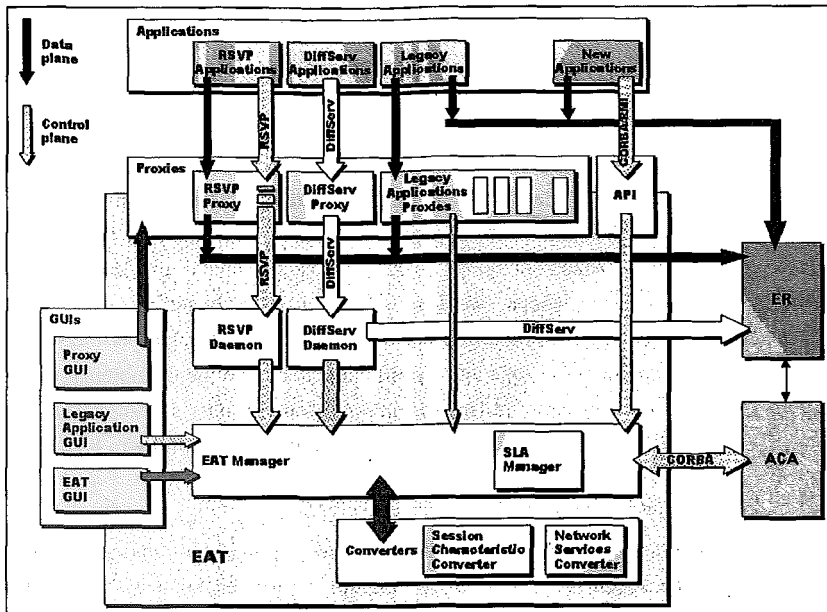 Data
plane
Control
plane
Applications
RSVP
Applications
DiffServ
Applications
Legacy
Applications
New
Applications
RSVP
DiffServ
CORBA/RMI
Proxies
RSVP
Proxy
DiffServ
Proxy
Legacy
Applications
Proxies
API
RSVP
DiffServ
ER
GUIs
Proxy
GUI
Legacy
Application
GUI
EAT
GUI
RSVP
Daemon
DiffServ
Daemon
DiffServ
EAT Manager
SLA
Manager
CORBA
ACA
EAT
Converters
Session
Characteristic
Converter
Network
Services
Converter